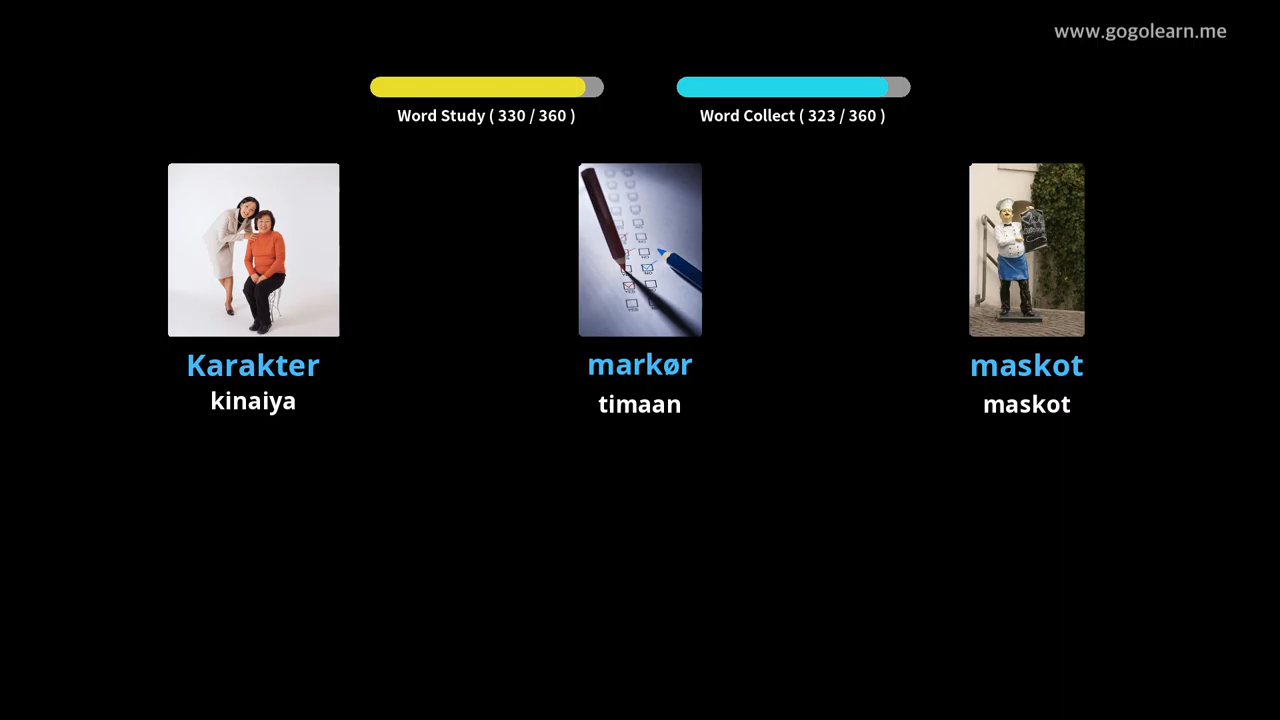 www.gogolearn.me
Word Study ( 330 / 360 )
Word Collect ( 323 / 360 )
Karakter
kinaiya
markør
timaan
maskot
maskot